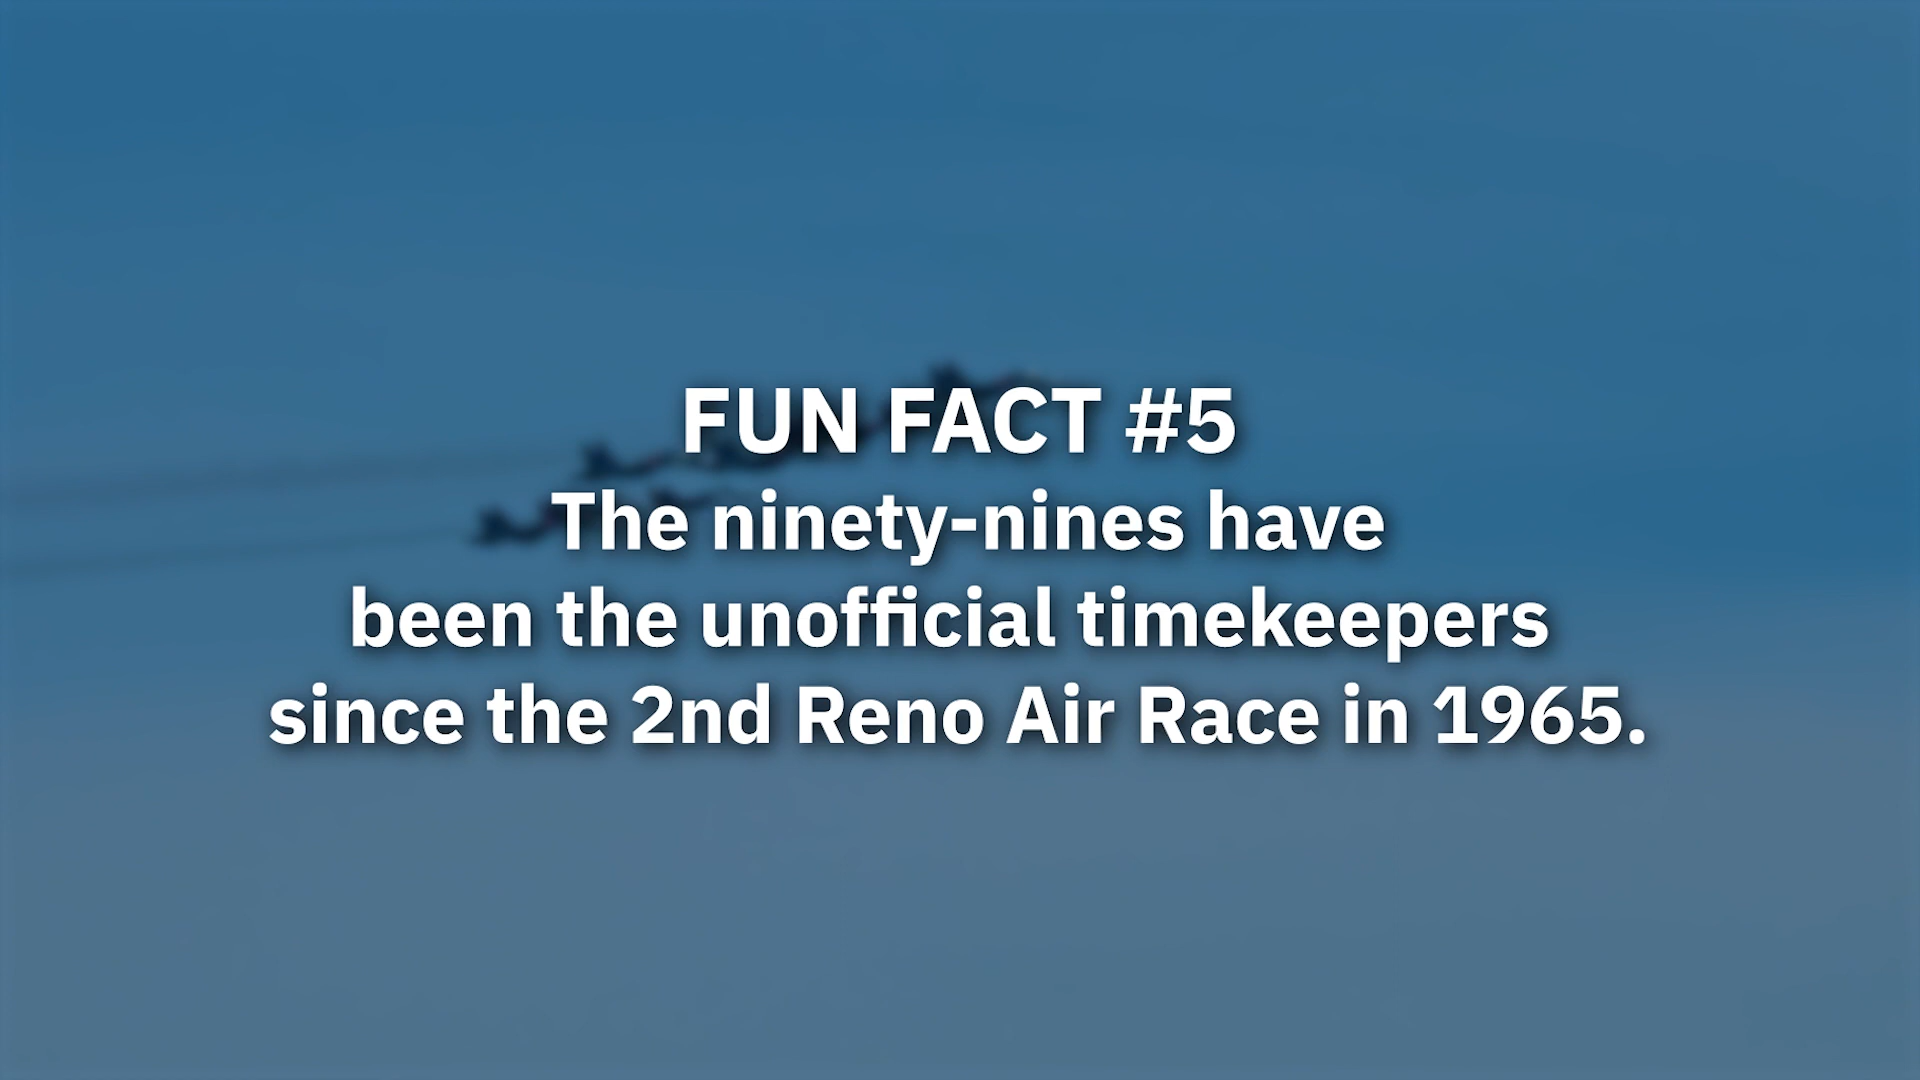 FUN FACT #5
The ninety-nines have
been the unofficial timekeepers
since the 2nd Reno Air Race in 1965.